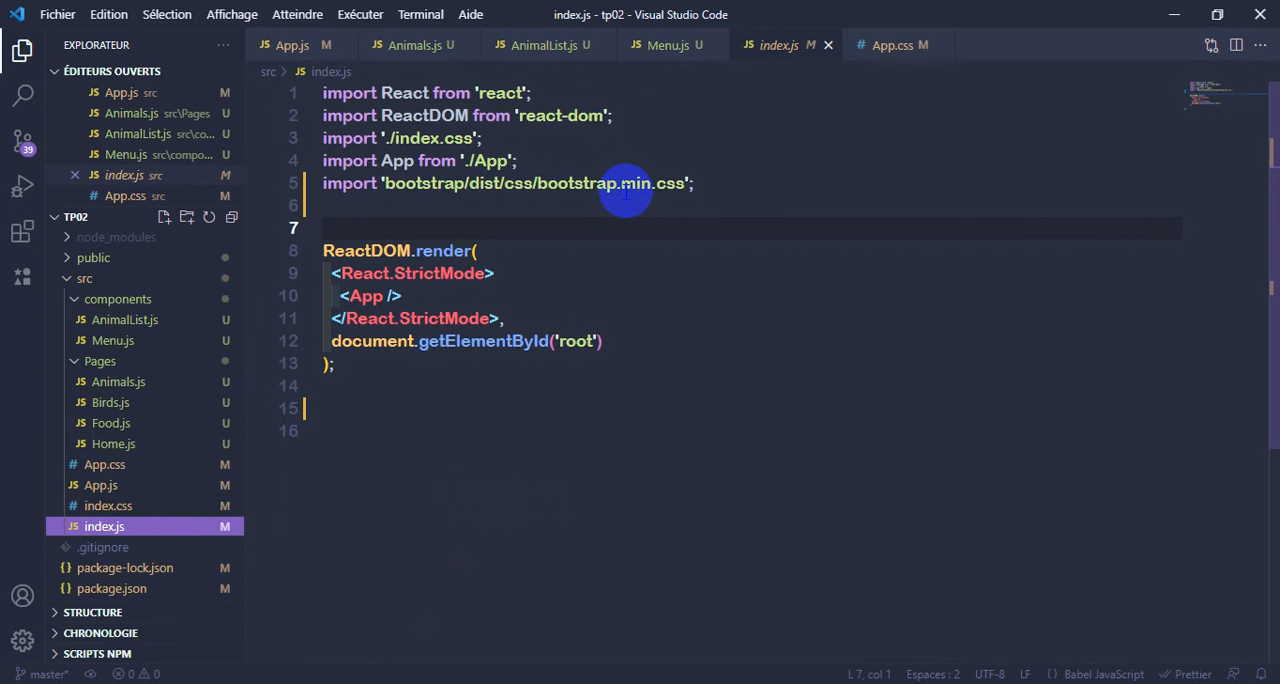 Fichier Edition Sélection Affichage Atteindre Exécuter Terminal Aide index.js - tp02 - Visual Studio Code
EXPLORATEUR ...
App.js M Animals.js U AnimalList.js U Menu.js U index.js M App.css M
ÉDITEURS OUVERTS
App.js src M
Animals.js src\Pages U
AnimalList.js src\co... U
Menu.js src\compo... U
index.js src M
App.css src M
TP02
node_modules
public
src
components
AnimalList.js U
Menu.js U
Pages
Animals.js U
Birds.js U
Food.js U
Home.js U
App.css M
App.js M
index.css M
index.js M
.gitignore
package-lock.json M
package.json M
STRUCTURE
CHRONOLOGIE
SCRIPTS NPM
39
src > index.js
1 import React from 'react';
2 import ReactDOM from 'react-dom';
3 import './index.css';
4 import App from './App';
5 import 'bootstrap/dist/css/bootstrap.min.css';
6
7
8 ReactDOM.render(
9 <React.StrictMode>
10 <App />
11 </React.StrictMode>,
12 document.getElementById('root')
13 );
14
15
16
master* 0 0 L 7, col 1 Espaces : 2 UTF-8 LF Babel JavaScript Prettier